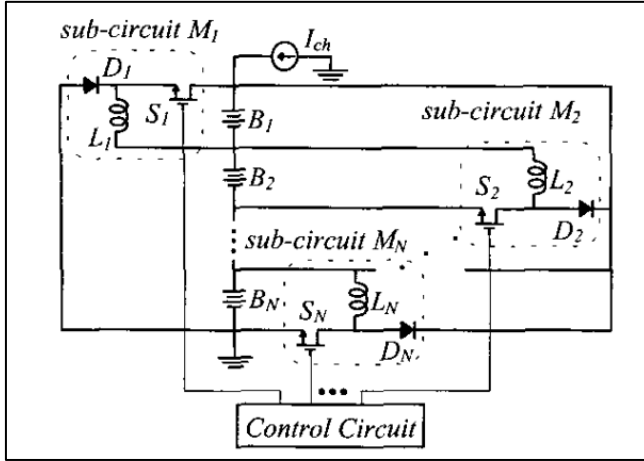 sub-circuit M1
Ich
D1
S1
L1
B1
sub-circuit M2
B2
S2
L2
D2
sub-circuit MN
BN
SN
LN
DN
Control Circuit